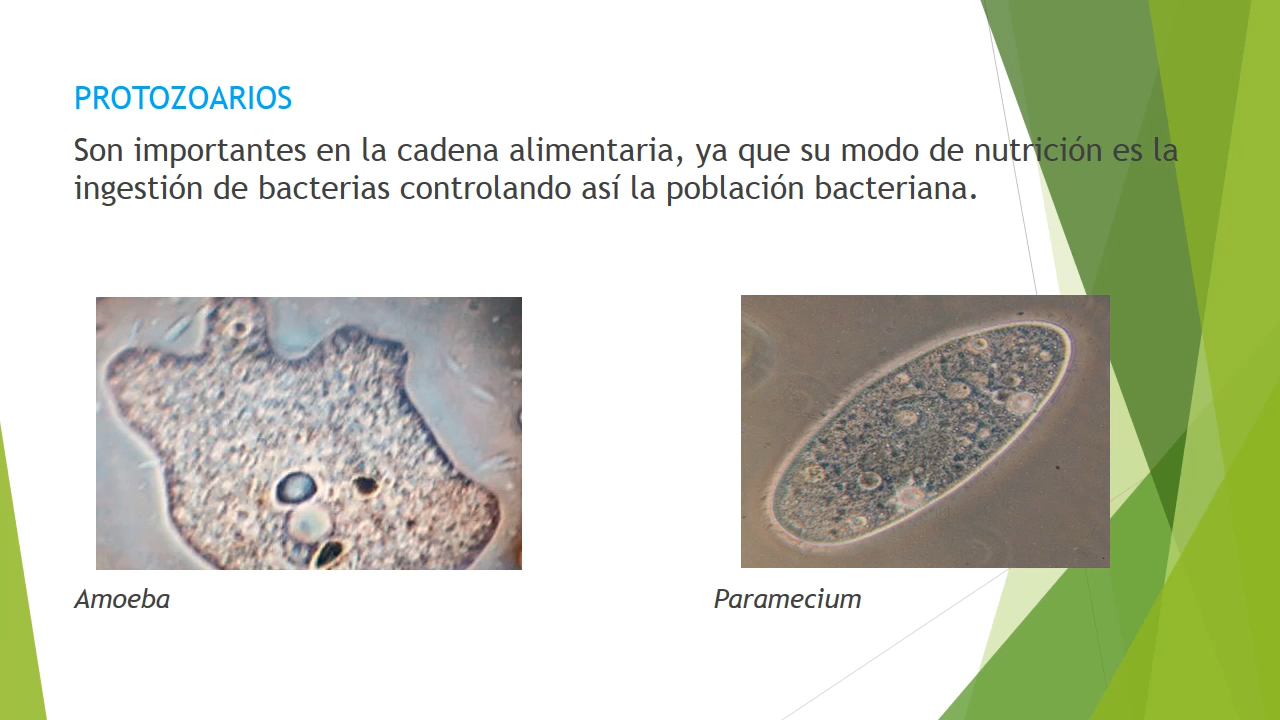 PROTOZOARIOS
Son importantes en la cadena alimentaria, ya que su modo de nutrición es la
ingestión de bacterias controlando así la población bacteriana.
Amoeba
Paramecium